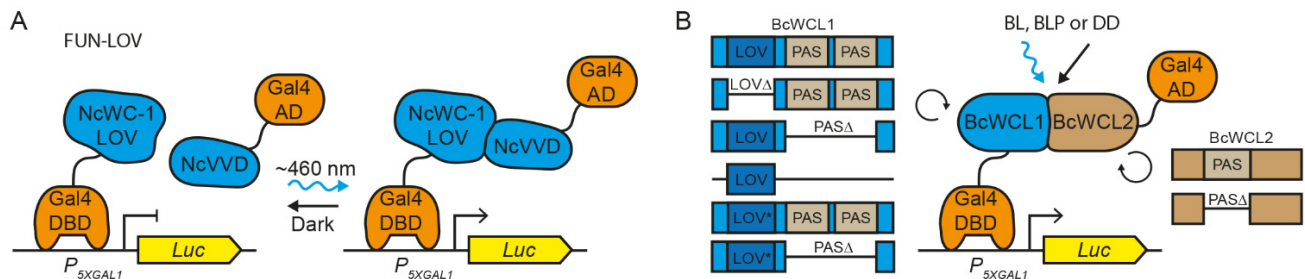 A
FUN-LOV
NcWC-1
LOV
Gal4
AD
NcVVD
Gal4
DBD
Luc
P5XGAL1
~460 nm
Dark
NcWC-1
LOV
NcVVD
Gal4
AD
Gal4
DBD
Luc
P5XGAL1
B
BcWCL1
LOV PAS PAS
LOVΔ PAS PAS
LOV PASΔ
LOV
LOV* PAS PAS
LOV* PASΔ
BL, BLP or DD
Gal4
AD
BcWCL1 BcWCL2
Gal4
DBD
Luc
P5XGAL1
BcWCL2
PAS
PASΔ